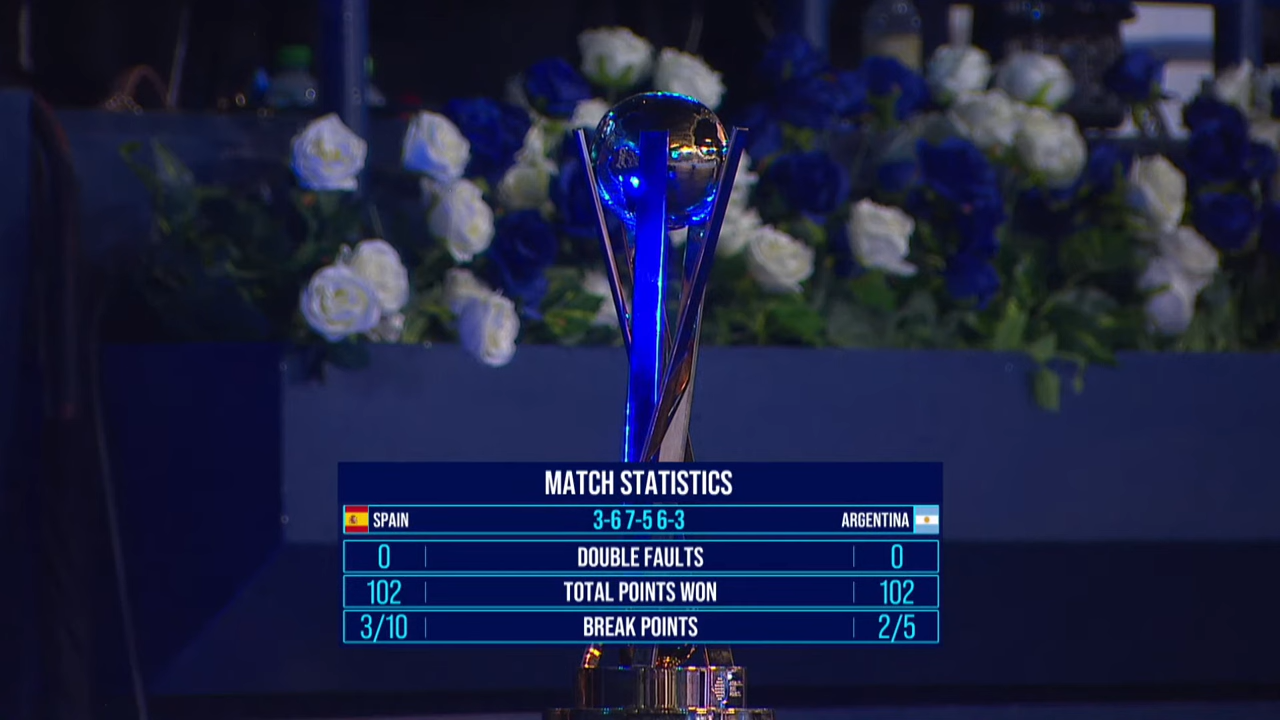 MATCH STATISTICS
SPAIN 3-6 7-5 6-3 ARGENTINA
0 DOUBLE FAULTS 0
102 TOTAL POINTS WON 102
3/10 BREAK POINTS 2/5